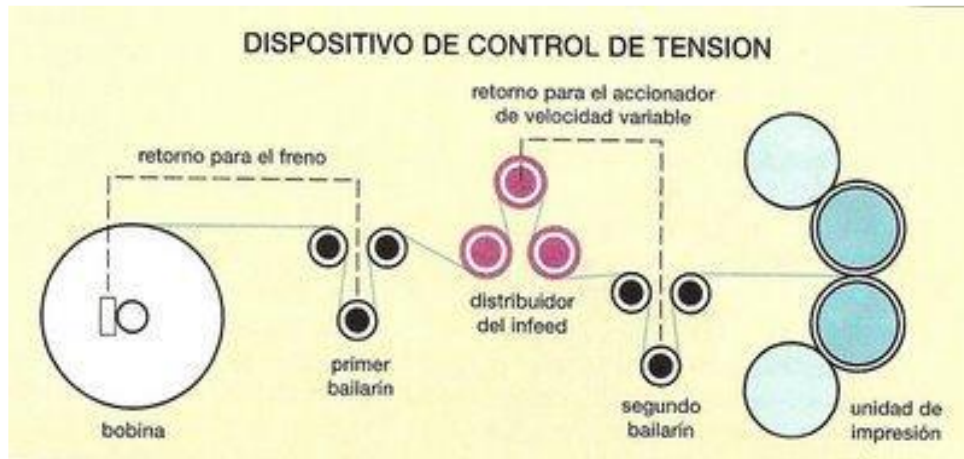 DISPOSITIVO DE CONTROL DE TENSION
retorno para el accionador
de velocidad variable
retorno para el freno
distribuidor
del infeed
primer
bailarín
segundo
bailarín
unidad de
impresión
bobina